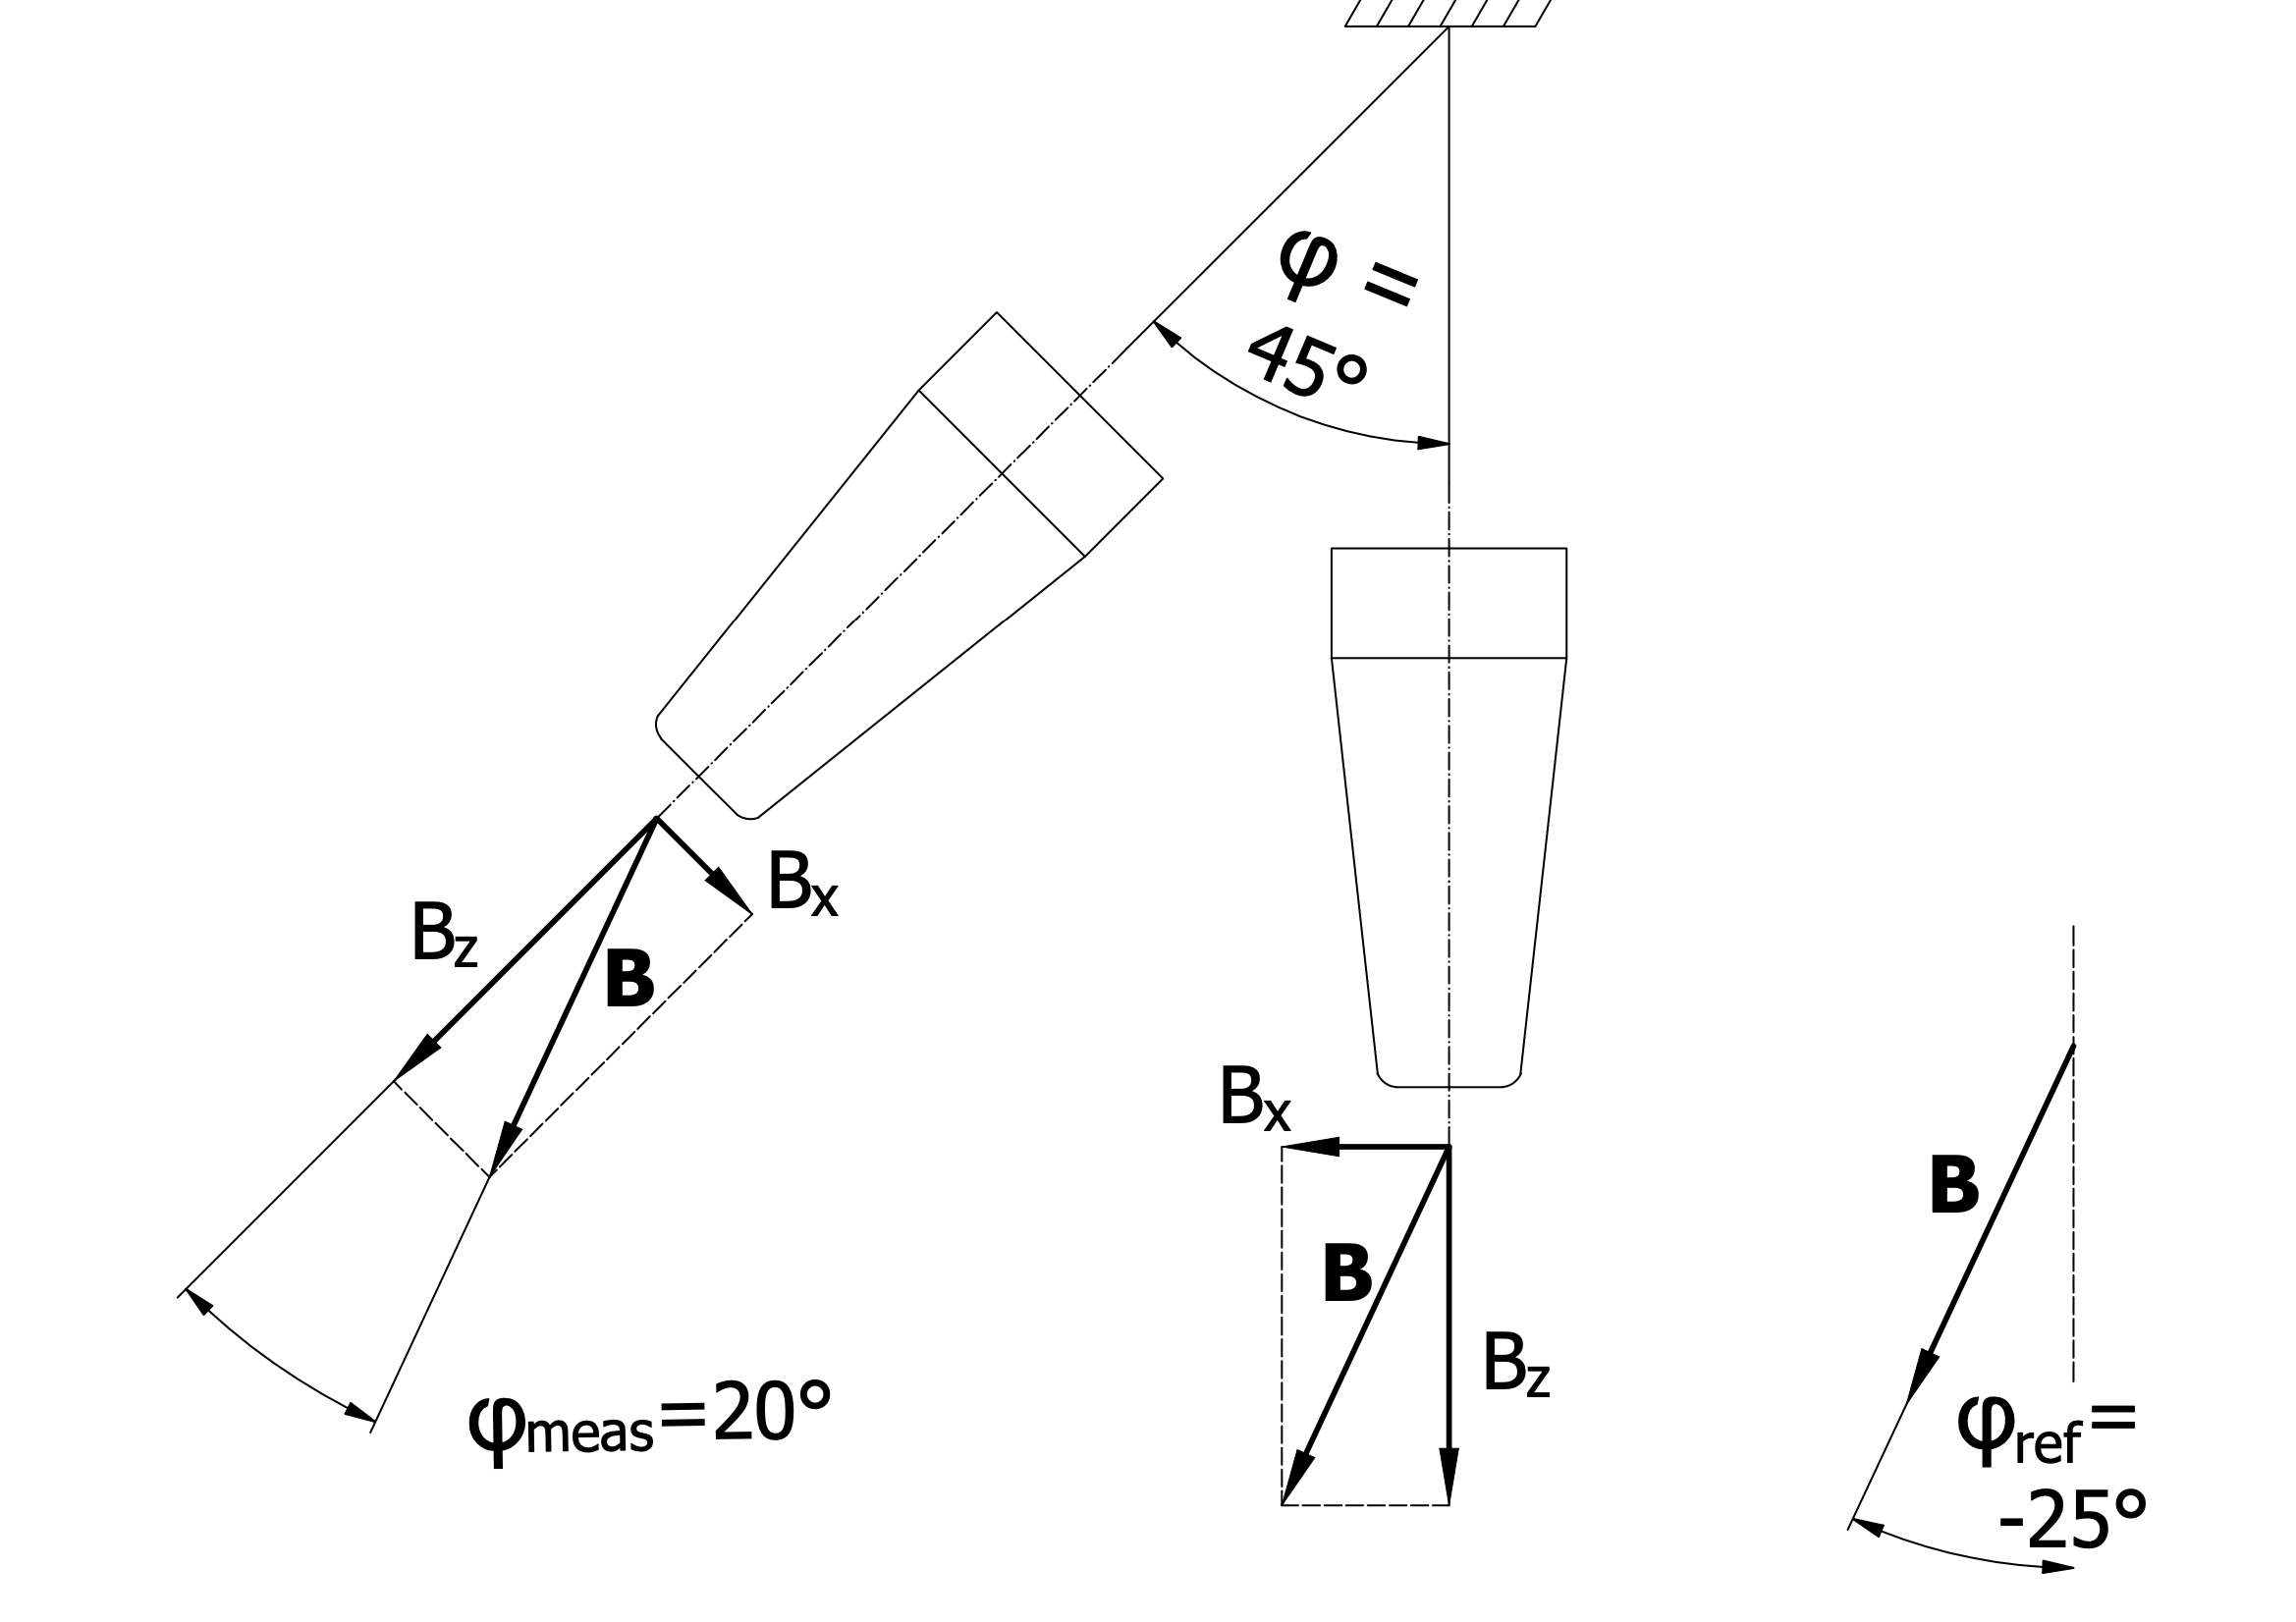 φ =
45°
Bx
Bz
B
Bx
B
B
Bz
φmeas=20°
φref=
-25°